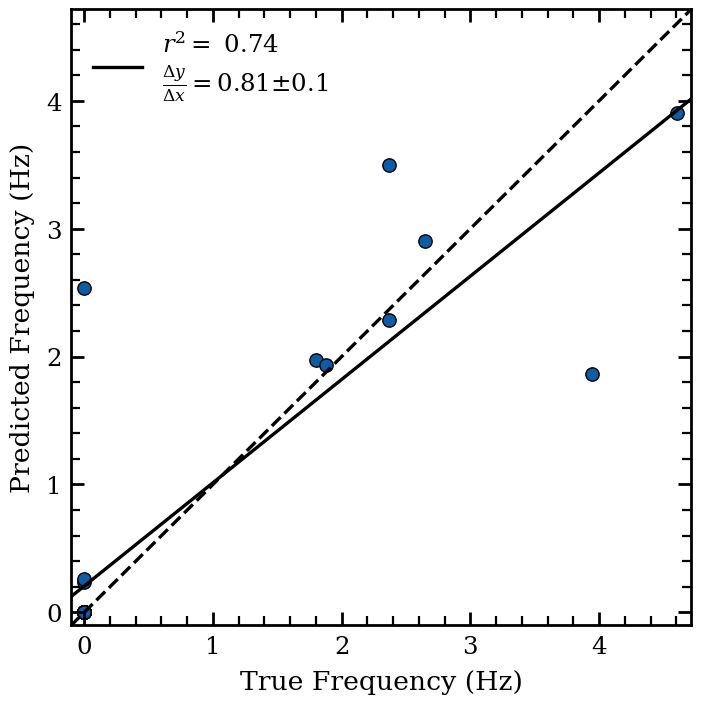 r² = 0.74
Δy/Δx = 0.81±0.1
4
3
2
1
0
0 1 2 3 4
Predicted Frequency (Hz)
True Frequency (Hz)